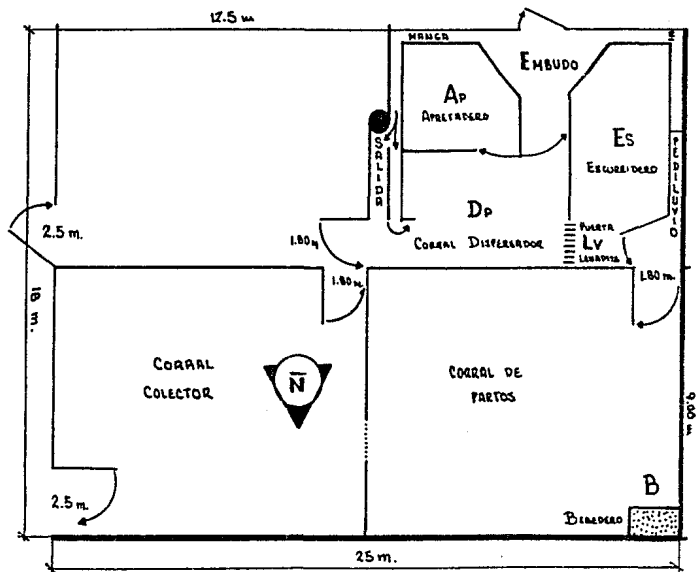 12.5 m
MANGA
EMBUDO
AP
APRETADERO
ES
ESCURRIDERO
PEDILUVIO
SALIDA
DP
CORRAL DISPERSADOR
PUERTA
LV
LEVADIZA
2.5 m.
1.80 M
1.80 M.
1.80 m.
18 m.
CORRAL
COLECTOR
N
CORRAL DE
PARTOS
9.00 m
2.5 m.
B
BEBEDERO
25 m.